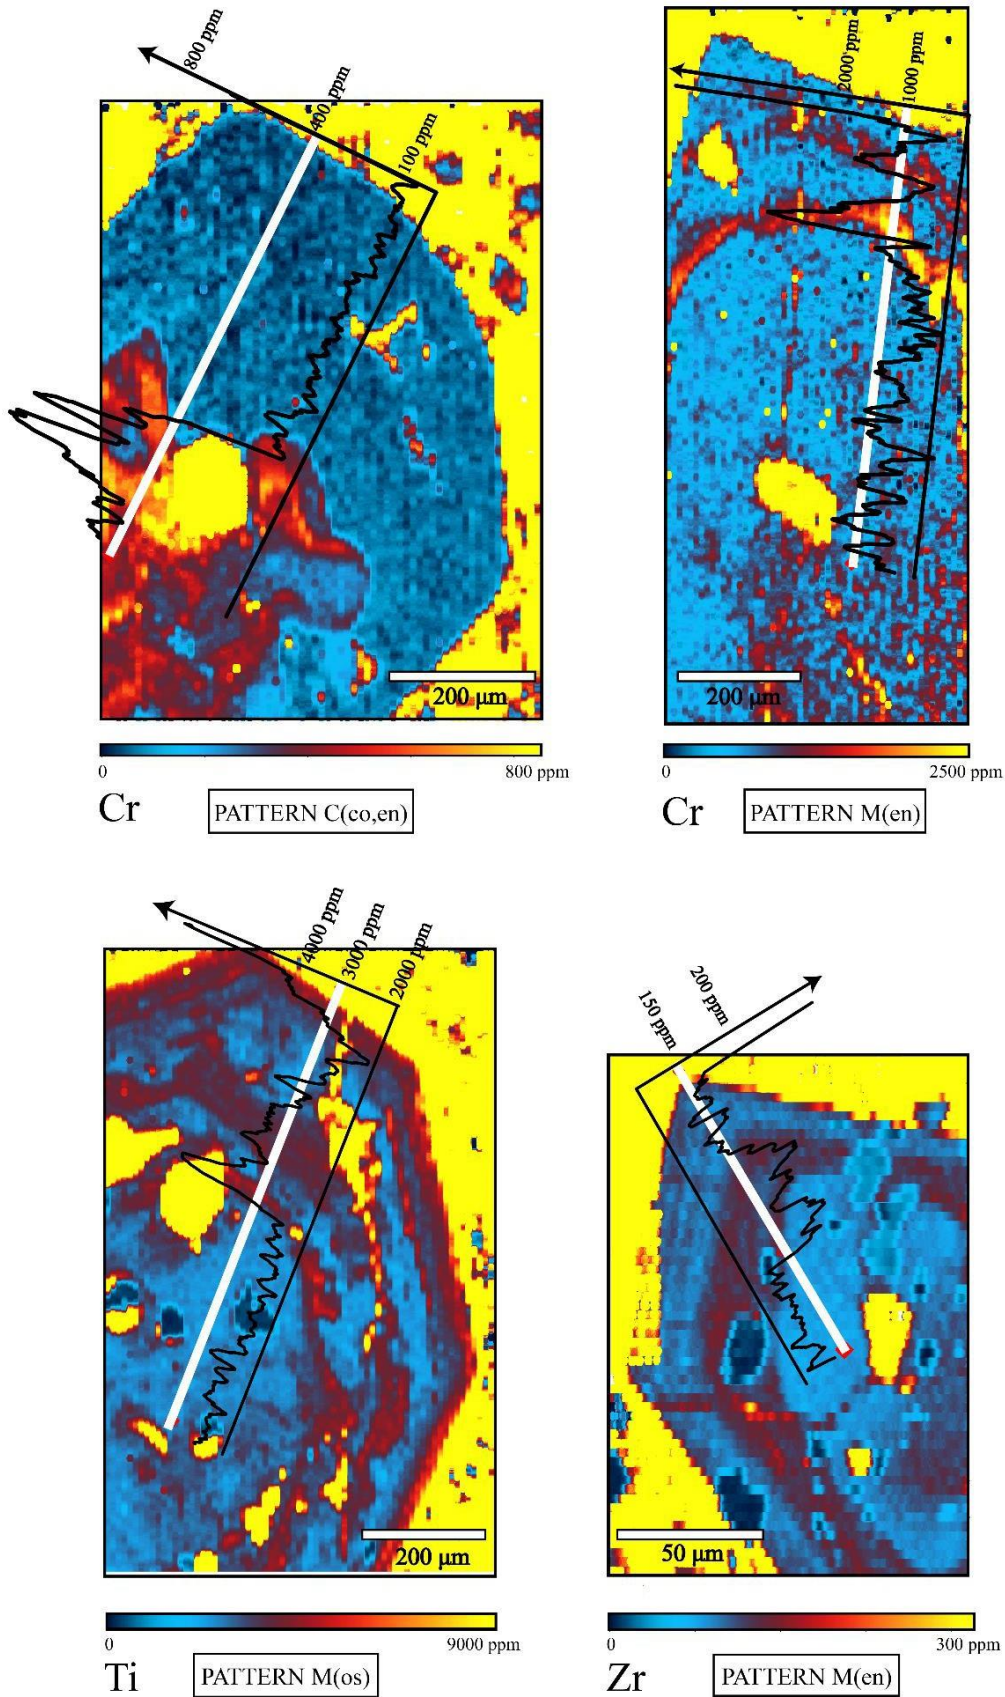 800 ppm
400 ppm
100 ppm
200 µm
0
800 ppm
Cr
PATTERN C(co,en)
2000 ppm
1000 ppm
200 µm
0
2500 ppm
Cr
PATTERN M(en)
4000 ppm
3000 ppm
2000 ppm
200 µm
0
9000 ppm
Ti
PATTERN M(os)
150 ppm
200 ppm
50 µm
0
300 ppm
Zr
PATTERN M(en)